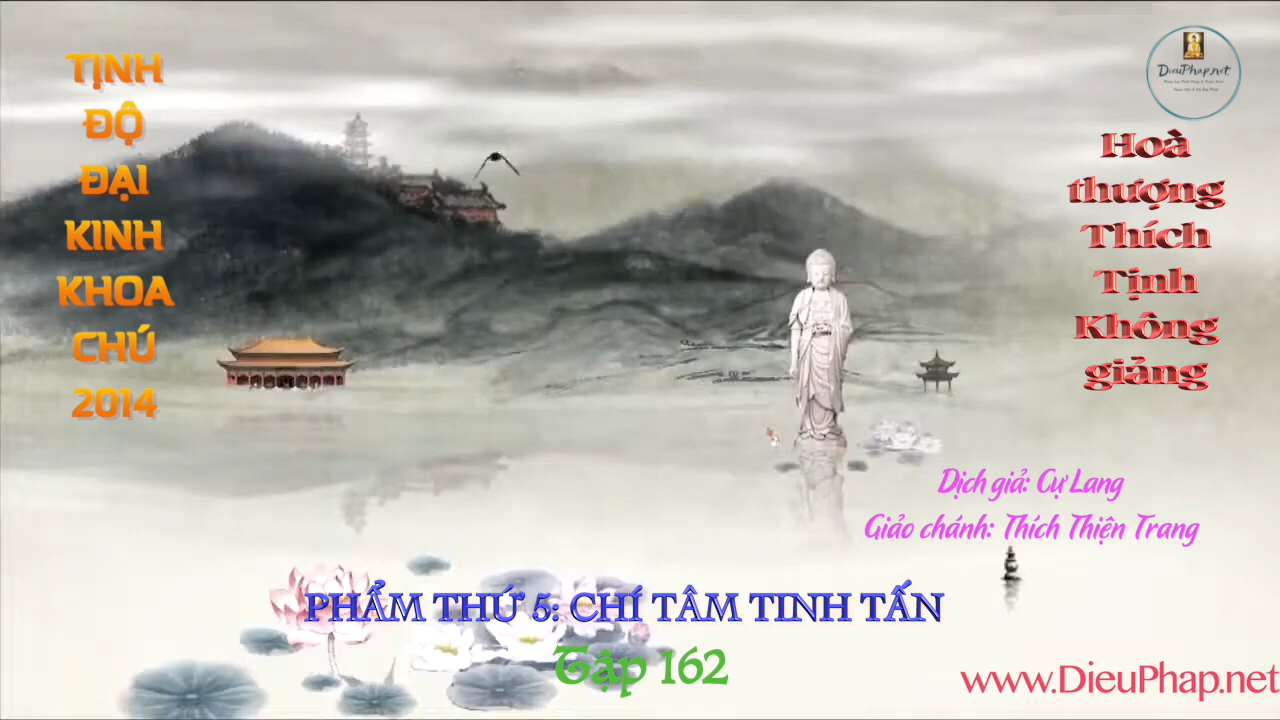 TỊNH
ĐỘ
ĐẠI
KINH
KHOA
CHÚ
2014
DieuPhap.net
Hoà
thượng
Thích
Tịnh
Không
giảng
Dịch giả: Cự Lang
Giảo chánh: Thích Thiện Trang
PHẨM THỨ 5: CHÍ TÂM TINH TẤN
Tập 162
www.DieuPhap.net